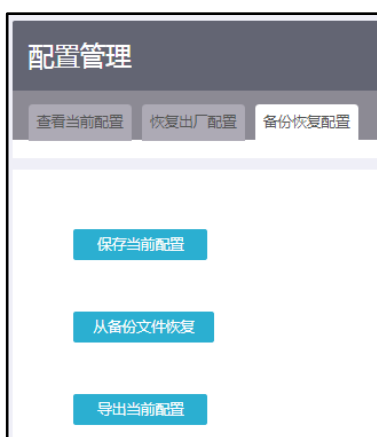 配置管理
查看当前配置 恢复出厂配置 备份恢复配置
保存当前配置
从备份文件恢复
导出当前配置